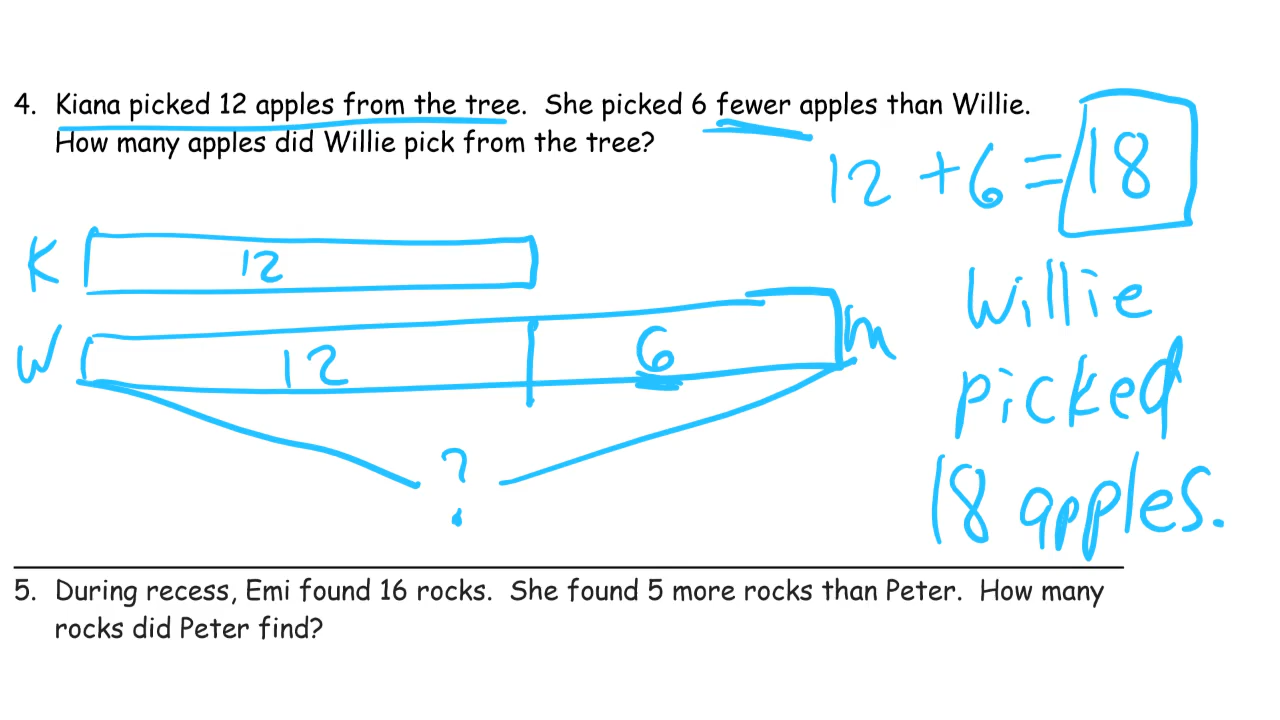 4. Kiana picked 12 apples from the tree. She picked 6 fewer apples than Willie.
How many apples did Willie pick from the tree?
12 + 6 = 18
K 12
W 12 6 m
?
Willie
picked
18 apples.
5. During recess, Emi found 16 rocks. She found 5 more rocks than Peter. How many
rocks did Peter find?